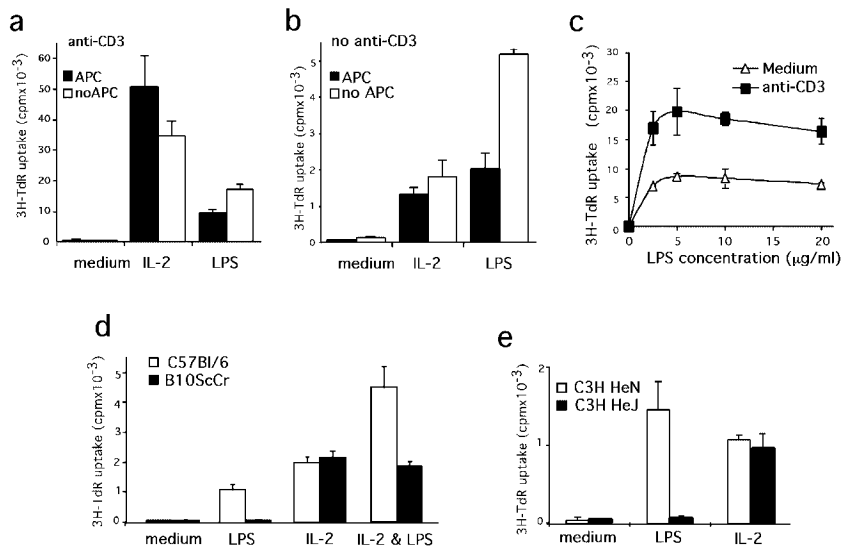 a
anti-CD3
APC
noAPC
3H-TdR uptake (cpmx10-3)
60
50
40
30
20
10
0
medium IL-2 LPS
b
no anti-CD3
APC
no APC
3H-TdR uptake (cpmx10-3)
6
4
2
0
medium IL-2 LPS
c
Medium
anti-CD3
3H-TdR uptake (cpmx10-3)
30
25
20
15
10
5
0
0 5 10 15 20
LPS concentration (μg/ml)
d
C57Bl/6
B10ScCr
3H-TdR uptake (cpmx10-3)
5
4
3
2
1
0
medium LPS IL-2 IL-2 & LPS
e
C3H HeN
C3H HeJ
3H-TdR uptake (cpmx10-3)
2
1
0
medium LPS IL-2